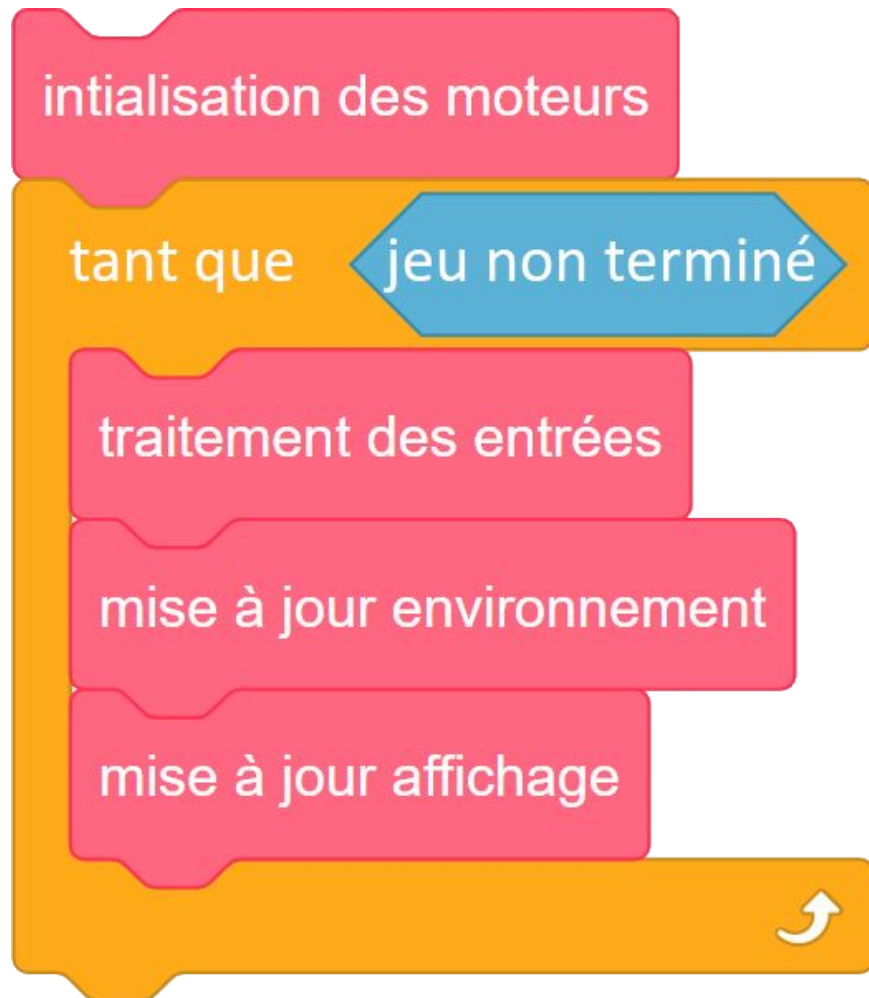 intialisation des moteurs
tant que jeu non terminé
traitement des entrées
mise à jour environnement
mise à jour affichage